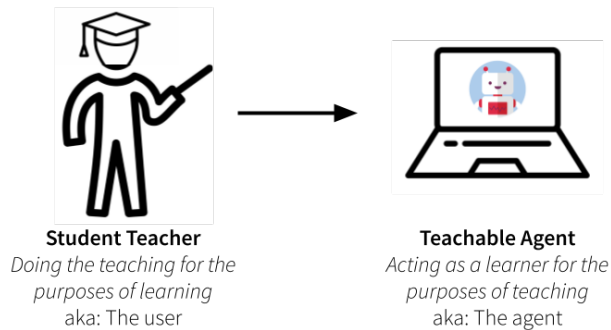 Student Teacher
Doing the teaching for the
purposes of learning
aka: The user
Teachable Agent
Acting as a learner for the
purposes of teaching
aka: The agent